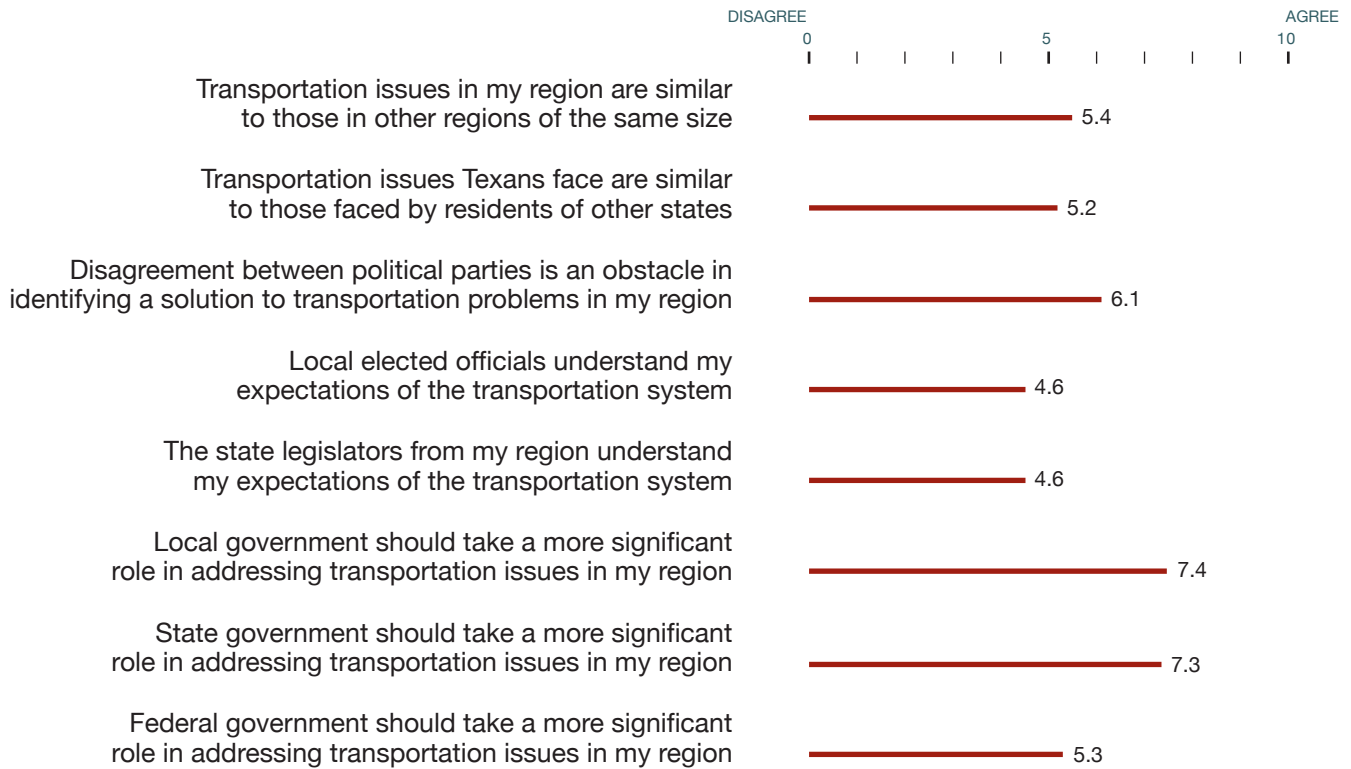 DISAGREE AGREE
0 5 10
Transportation issues in my region are similar
to those in other regions of the same size
5.4
Transportation issues Texans face are similar
to those faced by residents of other states
5.2
Disagreement between political parties is an obstacle in
identifying a solution to transportation problems in my region
6.1
Local elected officials understand my
expectations of the transportation system
4.6
The state legislators from my region understand
my expectations of the transportation system
4.6
Local government should take a more significant
role in addressing transportation issues in my region
7.4
State government should take a more significant
role in addressing transportation issues in my region
7.3
Federal government should take a more significant
role in addressing transportation issues in my region
5.3